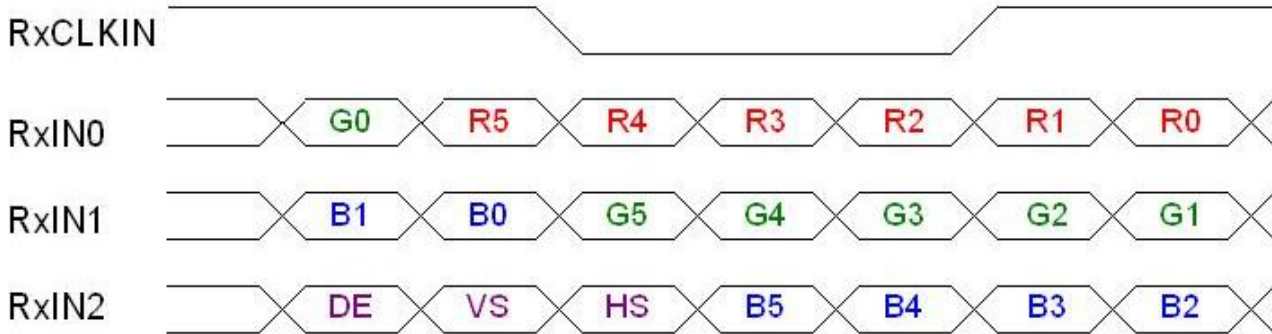 RxCLKIN
RxIN0 G0 R5 R4 R3 R2 R1 R0
RxIN1 B1 B0 G5 G4 G3 G2 G1
RxIN2 DE VS HS B5 B4 B3 B2